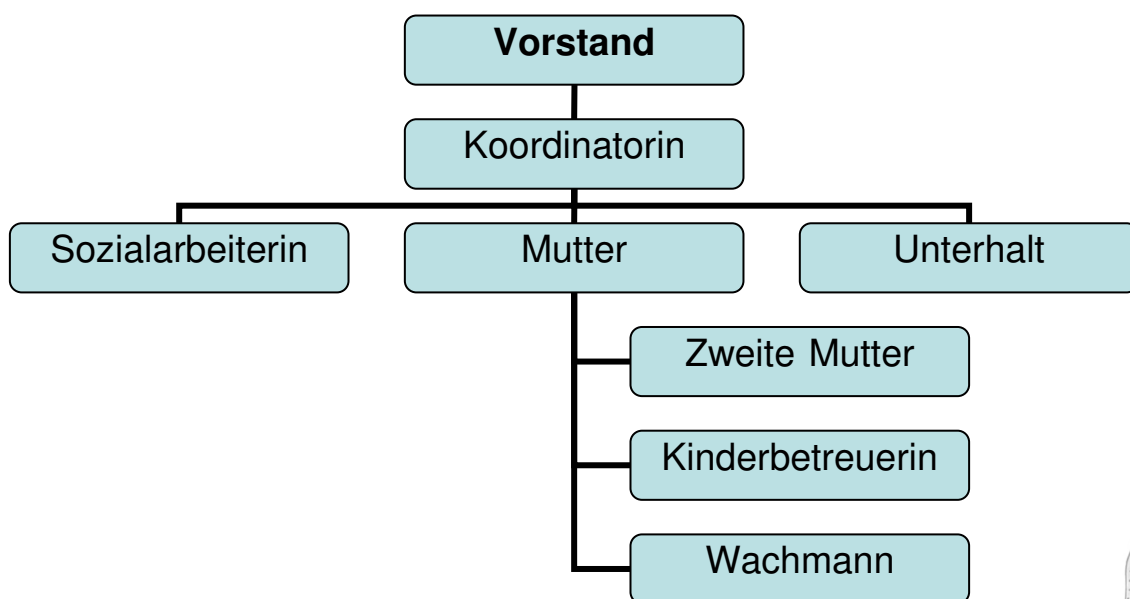 Vorstand
Koordinatorin
Sozialarbeiterin
Mutter
Unterhalt
Zweite Mutter
Kinderbetreuerin
Wachmann